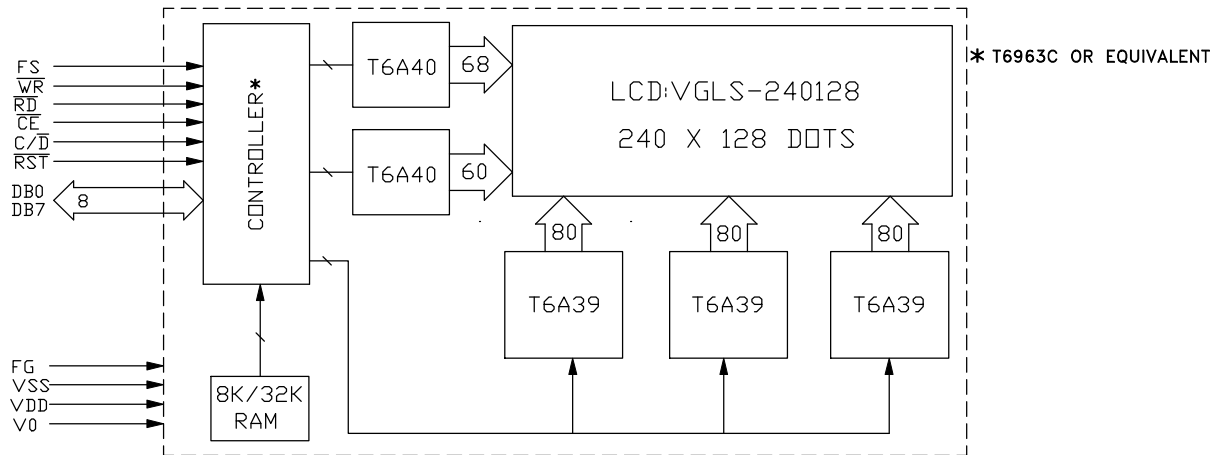 FS
WR
RD
CE
C/D
RST
DB0
DB7
8
CONTROLLER*
T6A40
68
T6A40
60
LCD:VGLS-240128
240 X 128 DOTS
* T6963C OR EQUIVALENT
80
80
80
T6A39
T6A39
T6A39
FG
VSS
VDD
V0
8K/32K
RAM